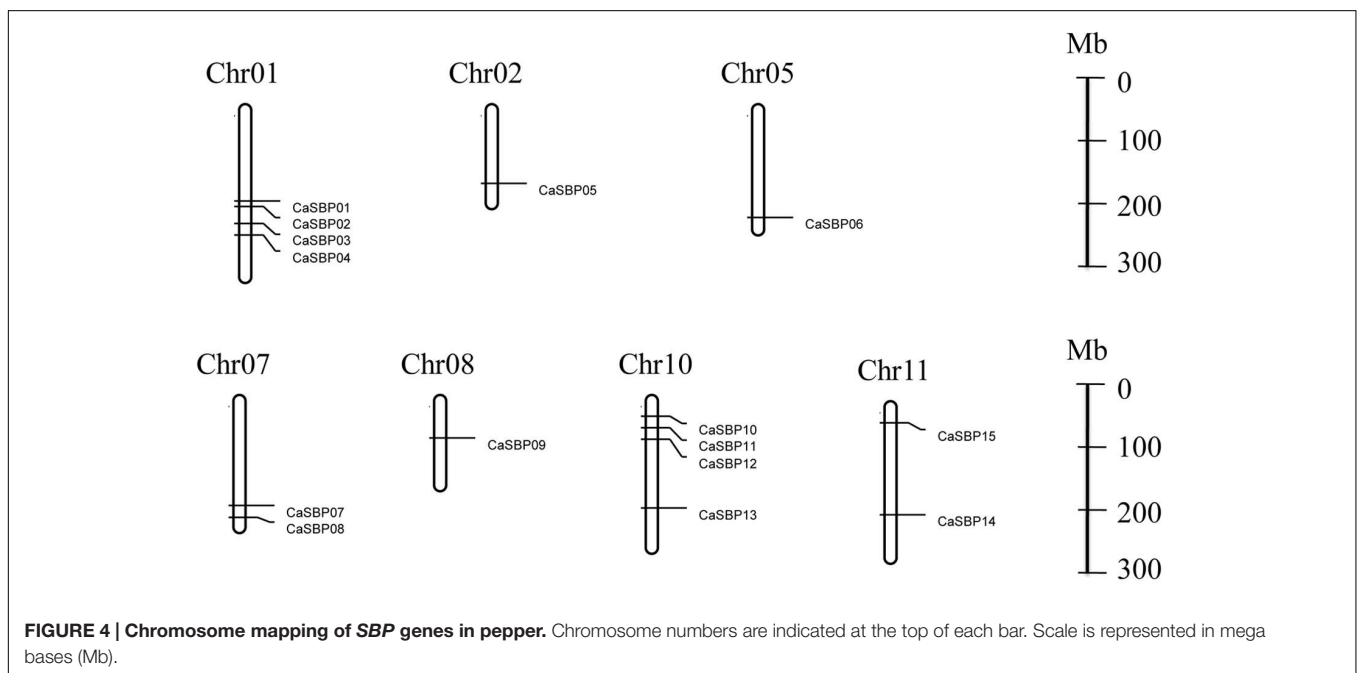 Chr01
Chr02
Chr05
Mb
0
100
200
300
CaSBP01
CaSBP02
CaSBP03
CaSBP04
CaSBP05
CaSBP06
Chr07
Chr08
Chr10
Chr11
Mb
0
100
200
300
CaSBP07
CaSBP08
CaSBP09
CaSBP10
CaSBP11
CaSBP12
CaSBP13
CaSBP15
CaSBP14
FIGURE 4 | Chromosome mapping of SBP genes in pepper. Chromosome numbers are indicated at the top of each bar. Scale is represented in mega
bases (Mb).